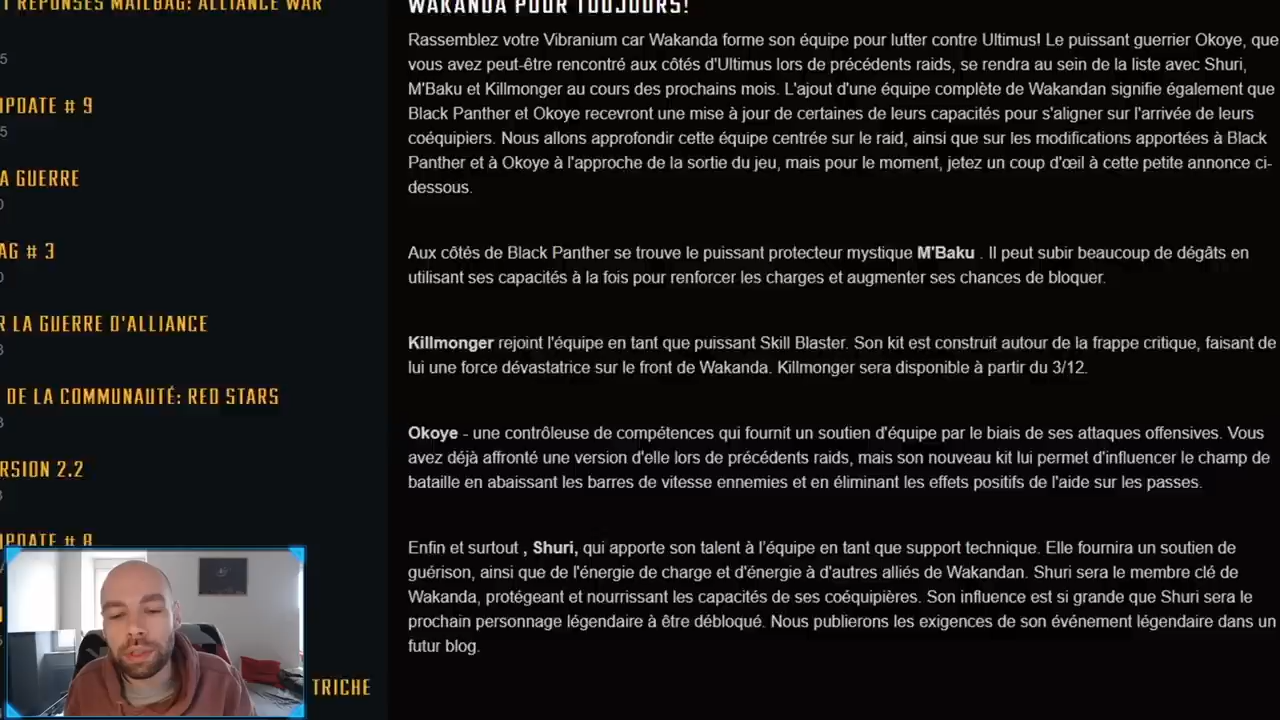 T RÉPONSES MAILBAG: ALLIANCE WAR
5
UPDATE # 9
5
A GUERRE
0
AG # 3
0
R LA GUERRE D'ALLIANCE
8
DE LA COMMUNAUTÉ: RED STARS
8
RSION 2.2
3
UPDATE # 8
TRICHE
WAKANDA POUR TOUJOURS!
Rassemblez votre Vibranium car Wakanda forme son équipe pour lutter contre Ultimus! Le puissant guerrier Okoye, que
vous avez peut-être rencontré aux côtés d'Ultimus lors de précédents raids, se rendra au sein de la liste avec Shuri,
M'Baku et Killmonger au cours des prochains mois. L'ajout d'une équipe complète de Wakandan signifie également que
Black Panther et Okoye recevront une mise à jour de certaines de leurs capacités pour s'aligner sur l'arrivée de leurs
coéquipiers. Nous allons approfondir cette équipe centrée sur le raid, ainsi que sur les modifications apportées à Black
Panther et à Okoye à l'approche de la sortie du jeu, mais pour le moment, jetez un coup d'œil à cette petite annonce ci-
dessous.
Aux côtés de Black Panther se trouve le puissant protecteur mystique M'Baku . Il peut subir beaucoup de dégâts en
utilisant ses capacités à la fois pour renforcer les charges et augmenter ses chances de bloquer.
Killmonger rejoint l'équipe en tant que puissant Skill Blaster. Son kit est construit autour de la frappe critique, faisant de
lui une force dévastatrice sur le front de Wakanda. Killmonger sera disponible à partir du 3/12.
Okoye - une contrôleuse de compétences qui fournit un soutien d'équipe par le biais de ses attaques offensives. Vous
avez déjà affronté une version d'elle lors de précédents raids, mais son nouveau kit lui permet d'influencer le champ de
bataille en abaissant les barres de vitesse ennemies et en éliminant les effets positifs de l'aide sur les passes.
Enfin et surtout , Shuri, qui apporte son talent à l'équipe en tant que support technique. Elle fournira un soutien de
guérison, ainsi que de l'énergie de charge et d'énergie à d'autres alliés de Wakandan. Shuri sera le membre clé de
Wakanda, protégeant et nourrissant les capacités de ses coéquipières. Son influence est si grande que Shuri sera le
prochain personnage légendaire à être débloqué. Nous publierons les exigences de son événement légendaire dans un
futur blog.